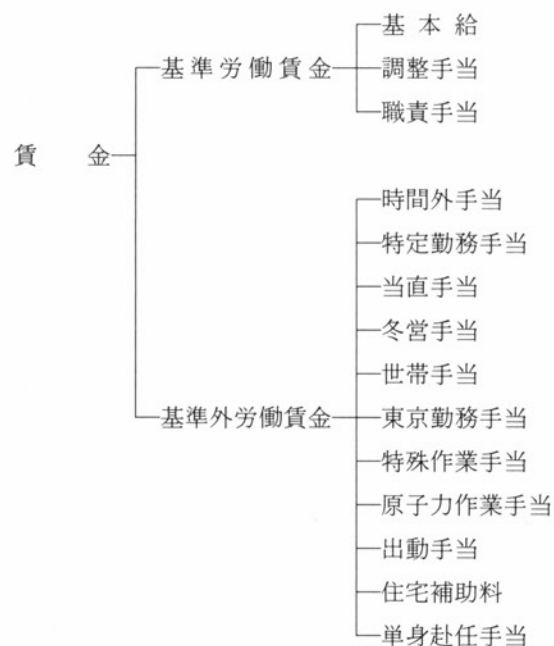 賃金
基準労働賃金
基本給
調整手当
職責手当
基準外労働賃金
時間外手当
特定勤務手当
当直手当
冬営手当
世帯手当
東京勤務手当
特殊作業手当
原子力作業手当
出動手当
住宅補助料
単身赴任手当